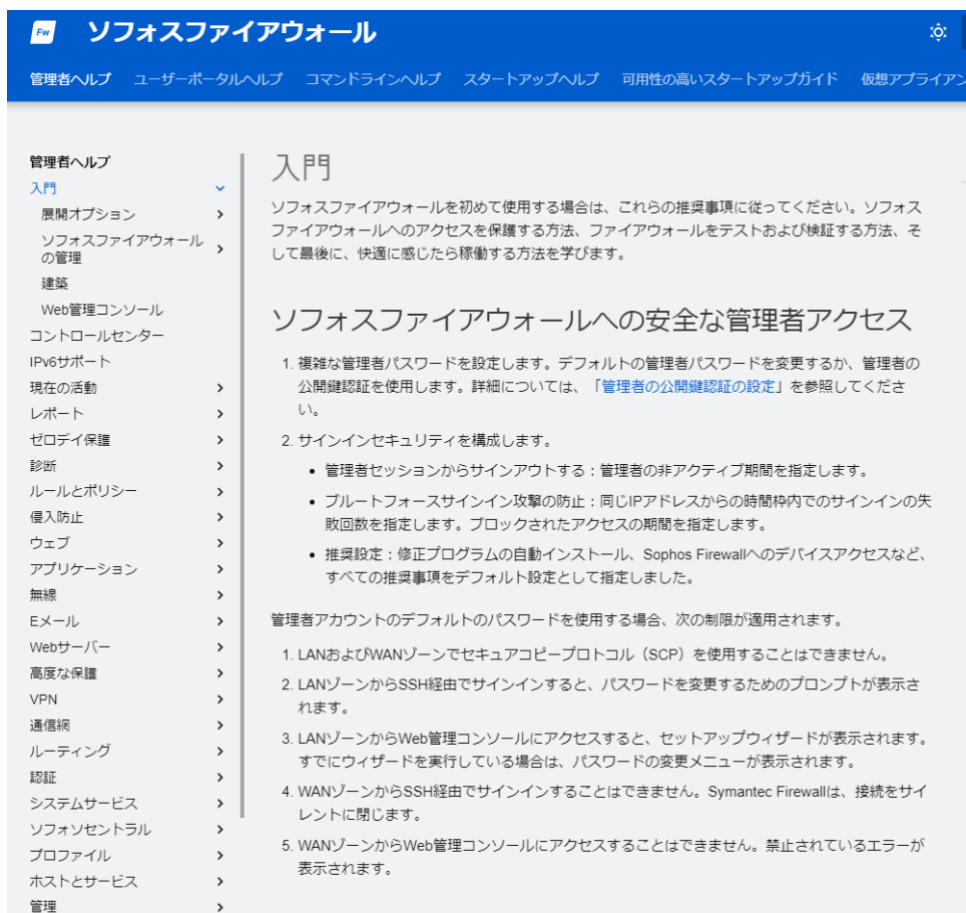 Fw
ソフォスファイアウォール
管理者ヘルプ
ユーザーポータルヘルプ
コマンドラインヘルプ
スタートアップヘルプ
可用性の高いスタートアップガイド
仮想アプライアン
管理者ヘルプ
入門
展開オプション
ソフォスファイアウォール
の管理
建築
Web管理コンソール
コントロールセンター
IPv6サポート
現在の活動
レポート
ゼロデイ保護
診断
ルールとポリシー
侵入防止
ウェブ
アプリケーション
無線
Eメール
Webサーバー
高度な保護
VPN
通信網
ルーティング
認証
システムサービス
ソフォソセントラル
プロファイル
ホストとサービス
管理
入門
ソフォスファイアウォールを初めて使用する場合は、これらの推奨事項に従ってください。ソフォス
ファイアウォールへのアクセスを保護する方法、ファイアウォールをテストおよび検証する方法、そ
して最後に、快適に感じたら稼働する方法を学びます。
ソフォスファイアウォールへの安全な管理者アクセス
1. 複雑な管理者パスワードを設定します。デフォルトの管理者パスワードを変更するか、管理者の
公開鍵認証を使用します。詳細については、「管理者の公開鍵認証の設定」を参照してくださ
い。
2. サインインセキュリティを構成します。
• 管理者セッションからサインアウトする：管理者の非アクティブ期間を指定します。
• ブルートフォースサインイン攻撃の防止：同じIPアドレスからの時間枠内でのサインインの失
敗回数を指定します。ブロックされたアクセスの期間を指定します。
• 推奨設定：修正プログラムの自動インストール、Sophos Firewallへのデバイスアクセスなど、
すべての推奨事項をデフォルト設定として指定しました。
管理者アカウントのデフォルトのパスワードを使用する場合、次の制限が適用されます。
1. LANおよびWANゾーンでセキュアコピープロトコル（SCP）を使用することはできません。
2. LANゾーンからSSH経由でサインインすると、パスワードを変更するためのプロンプトが表示さ
れます。
3. LANゾーンからWeb管理コンソールにアクセスすると、セットアップウィザードが表示されます。
すでにウィザードを実行している場合は、パスワードの変更メニューが表示されます。
4. WANゾーンからSSH経由でサインインすることはできません。Symantec Firewallは、接続をサイ
レントに閉じます。
5. WANゾーンからWeb管理コンソールにアクセスすることはできません。禁止されているエラーが
表示されます。